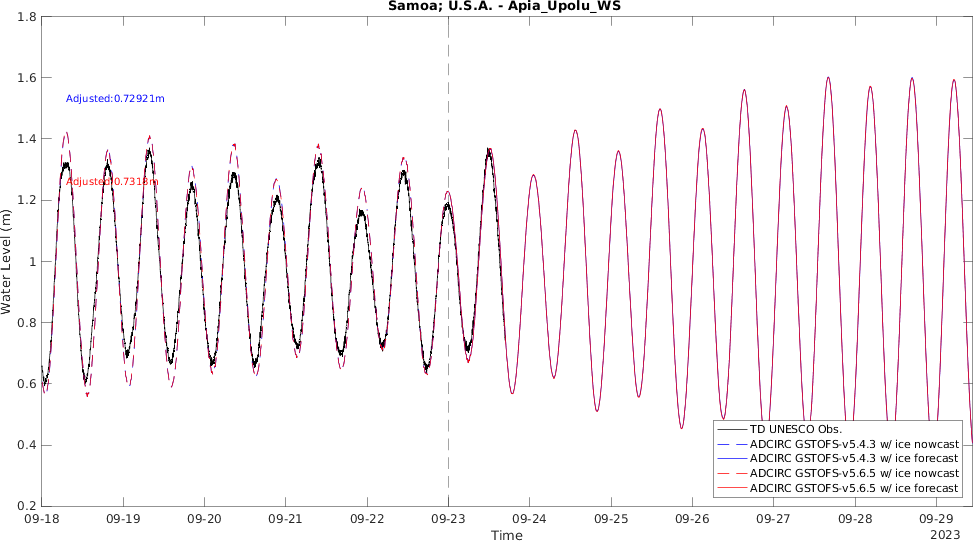 Samoa; U.S.A. - Apia_Upolu_WS
1.8
1.6
Adjusted:0.72921m
1.4
Adjusted:0.7313m
1.2
Water Level (m)
1
0.8
0.6
0.4
0.2
TD UNESCO Obs.
ADCIRC GSTOFS-v5.4.3 w/ ice nowcast
ADCIRC GSTOFS-v5.4.3 w/ ice forecast
ADCIRC GSTOFS-v5.6.5 w/ ice nowcast
ADCIRC GSTOFS-v5.6.5 w/ ice forecast
09-18 09-19 09-20 09-21 09-22 09-23 09-24 09-25 09-26 09-27 09-28 09-29
Time
2023